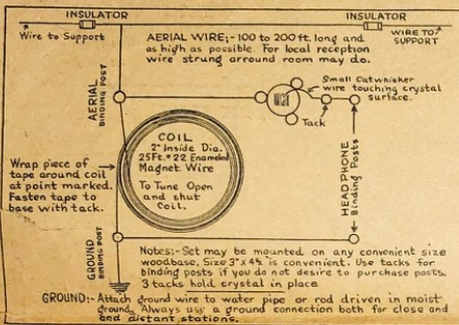 INSULATOR
INSULATOR
Wire to Support
WIRE TO
SUPPORT
AERIAL WIRE;- 100 to 200 ft. long and
as high as possible. For local reception
wire strung arround room may do.
AERIAL
BINDING POST
Small Catwhisker
wire touching crystal
surface.
Tack
COIL
2" Inside Dia.
25Ft.#22 Enameled
Magnet Wire
To Tune Open
and shut
Coil.
Wrap piece of
tape around coil
at point marked.
Fasten tape to
base with tack.
HEADPHONE
Binding Posts
GROUND
BINDING POST
Notes:- Set may be mounted on any convenient size
woodbase. Size 3"x4½ is convenient. Use tacks for
binding posts if you do not desire to purchase posts.
3 tacks hold crystal in place
GROUND:- Attach ground wire to water pipe or rod driven in moist
ground. Always use a ground connection both for close and
and distant stations.